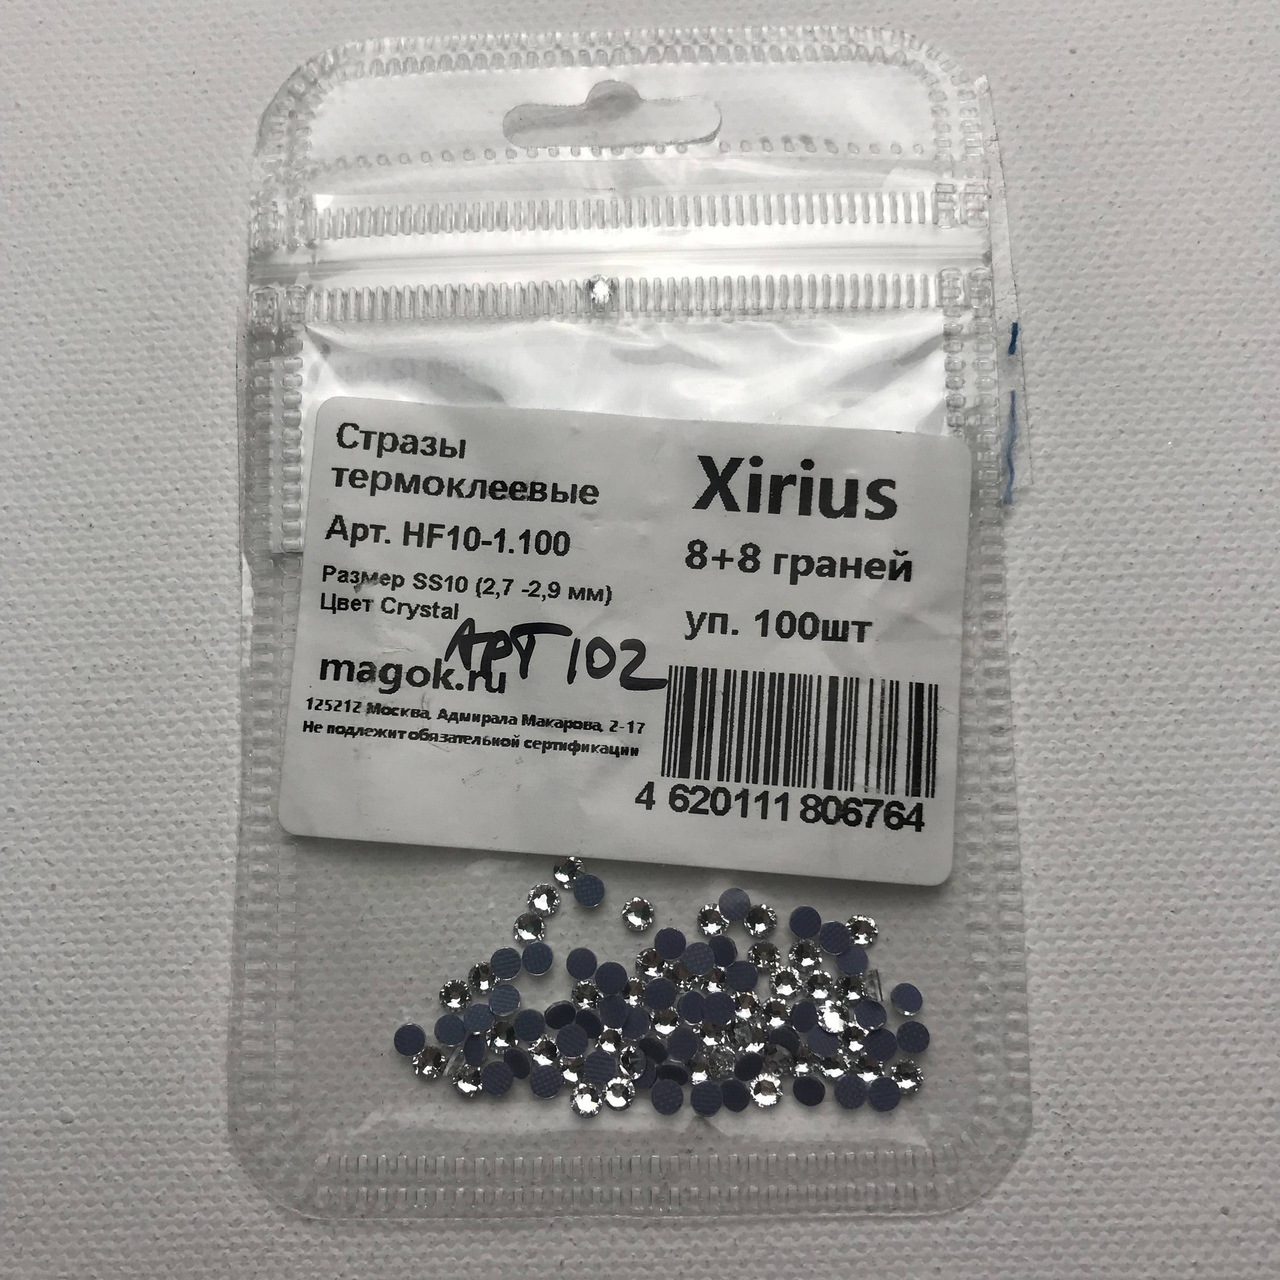 Стразы
термоклеевые
Арт. HF10-1.100
Размер SS10 (2,7 -2,9 мм)
Цвет Crystal
АРТ 102
magok.ru
125212 Москва, Адмирала Макарова, 2-17
Не подлежит обязательной сертификации
Xirius
8+8 граней
уп. 100шт
4 620111 806764